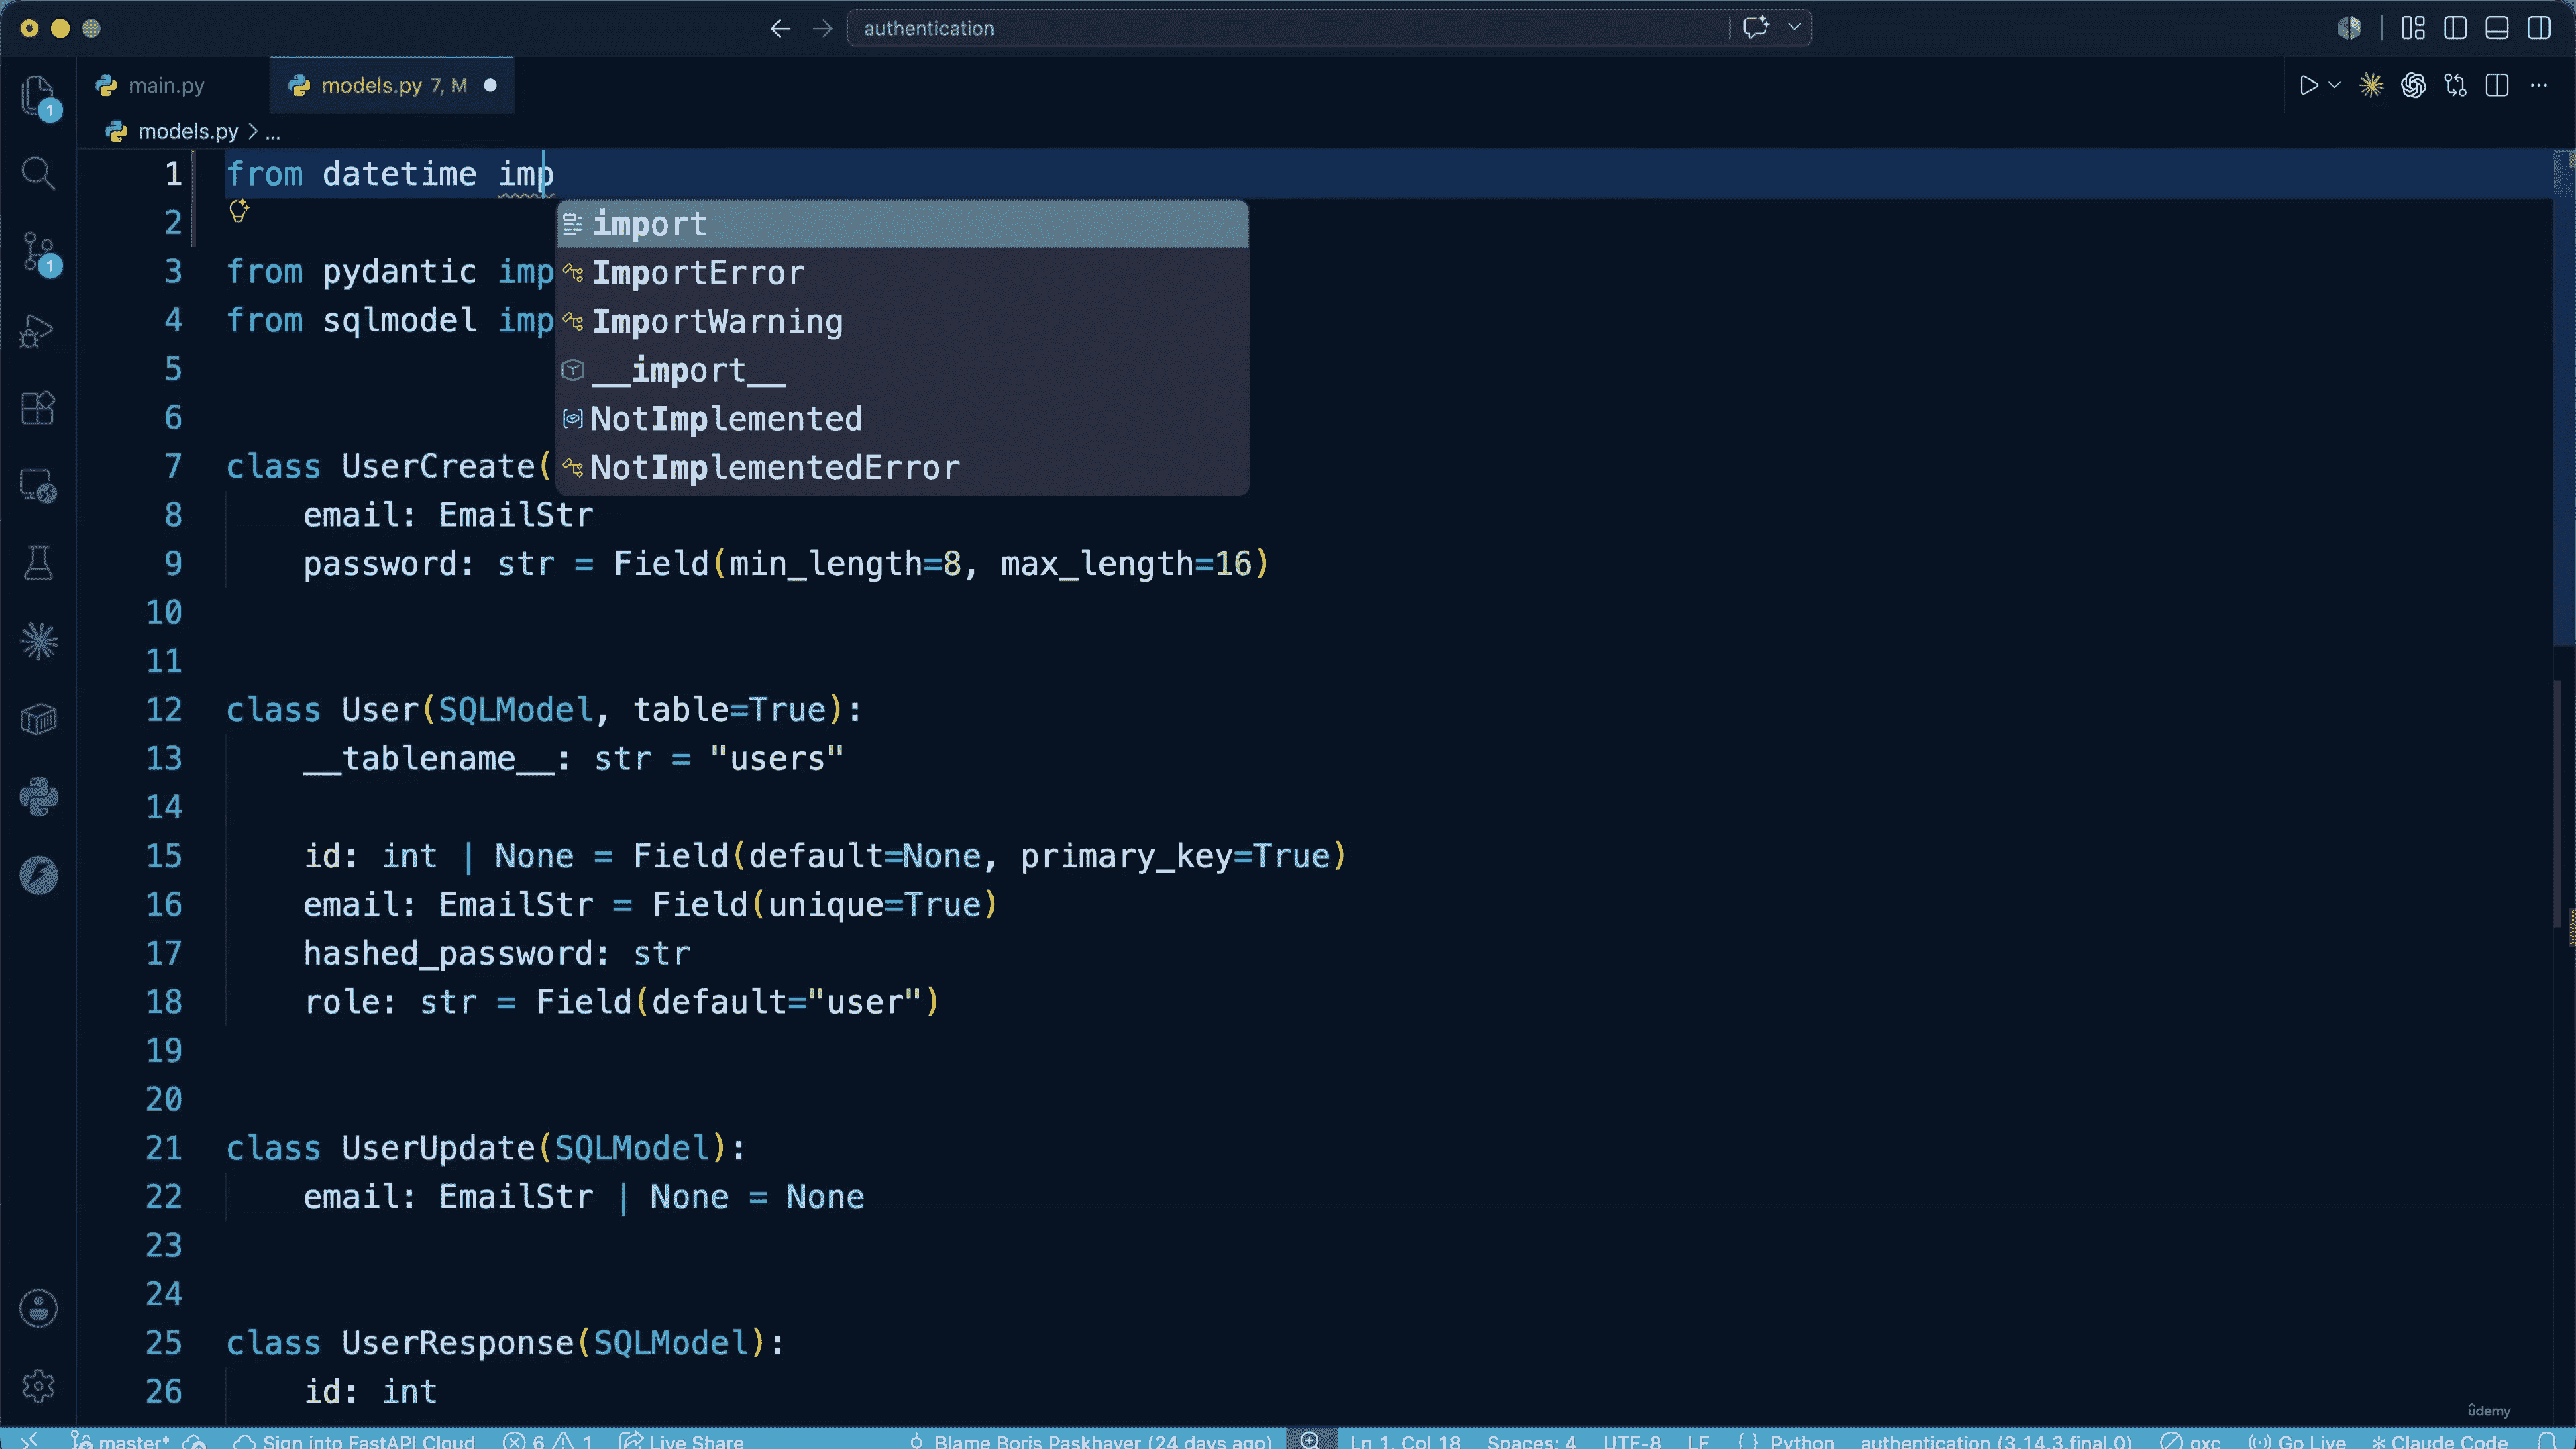 authentication
main.py
models.py 7, M
models.py > ...
1 from datetime imp
2
3 from pydantic imp
4 from sqlmodel imp
5
6
7 class UserCreate(
import
ImportError
ImportWarning
__import__
NotImplemented
NotImplementedError
8 email: EmailStr
9 password: str = Field(min_length=8, max_length=16)
10
11
12 class User(SQLModel, table=True):
13 __tablename__: str = "users"
14
15 id: int | None = Field(default=None, primary_key=True)
16 email: EmailStr = Field(unique=True)
17 hashed_password: str
18 role: str = Field(default="user")
19
20
21 class UserUpdate(SQLModel):
22 email: EmailStr | None = None
23
24
25 class UserResponse(SQLModel):
26 id: int
1
1
ûdemy
master* Sign into FastAPI Cloud 6 1 Live Share Blame Boris Paskhaver (24 days ago) Ln 1, Col 18 Spaces: 4 UTF-8 LF { } Python authentication (3.14.3.final.0) oxc Go Live Claude Code